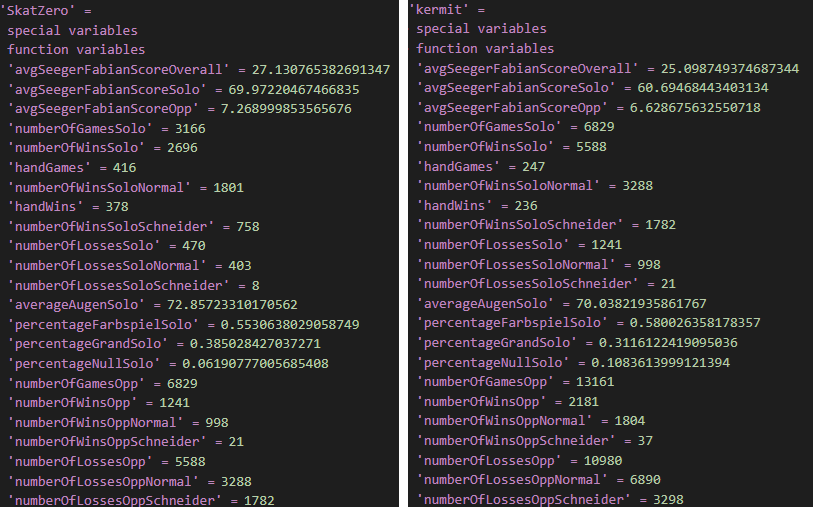 'SkatZero' =
special variables
function variables
'avgSeegerFabianScoreOverall' = 27.130765382691347
'avgSeegerFabianScoreSolo' = 69.97220467466835
'avgSeegerFabianScoreOpp' = 7.268999853565676
'numberOfGamesSolo' = 3166
'numberOfWinsSolo' = 2696
'handGames' = 416
'numberOfWinsSoloNormal' = 1801
'handWins' = 378
'numberOfWinsSoloSchneider' = 758
'numberOfLossesSolo' = 470
'numberOfLossesSoloNormal' = 403
'numberOfLossesSoloSchneider' = 8
'averageAugenSolo' = 72.85723310170562
'percentageFarbspielSolo' = 0.5530638029058749
'percentageGrandSolo' = 0.385028427037271
'percentageNullSolo' = 0.06190777005685408
'numberOfGamesOpp' = 6829
'numberOfWinsOpp' = 1241
'numberOfWinsOppNormal' = 998
'numberOfWinsOppSchneider' = 21
'numberOfLossesOpp' = 5588
'numberOfLossesOppNormal' = 3288
'numberOfLossesOppSchneider' = 1782
'kermit' =
special variables
function variables
'avgSeegerFabianScoreOverall' = 25.098749374687344
'avgSeegerFabianScoreSolo' = 60.69468443403134
'avgSeegerFabianScoreOpp' = 6.628675632550718
'numberOfGamesSolo' = 6829
'numberOfWinsSolo' = 5588
'handGames' = 247
'numberOfWinsSoloNormal' = 3288
'handWins' = 236
'numberOfWinsSoloSchneider' = 1782
'numberOfLossesSolo' = 1241
'numberOfLossesSoloNormal' = 998
'numberOfLossesSoloSchneider' = 21
'averageAugenSolo' = 70.03821935861767
'percentageFarbspielSolo' = 0.580026358178357
'percentageGrandSolo' = 0.3116122419095036
'percentageNullSolo' = 0.1083613999121394
'numberOfGamesOpp' = 13161
'numberOfWinsOpp' = 2181
'numberOfWinsOppNormal' = 1804
'numberOfWinsOppSchneider' = 37
'numberOfLossesOpp' = 10980
'numberOfLossesOppNormal' = 6890
'numberOfLossesOppSchneider' = 3298